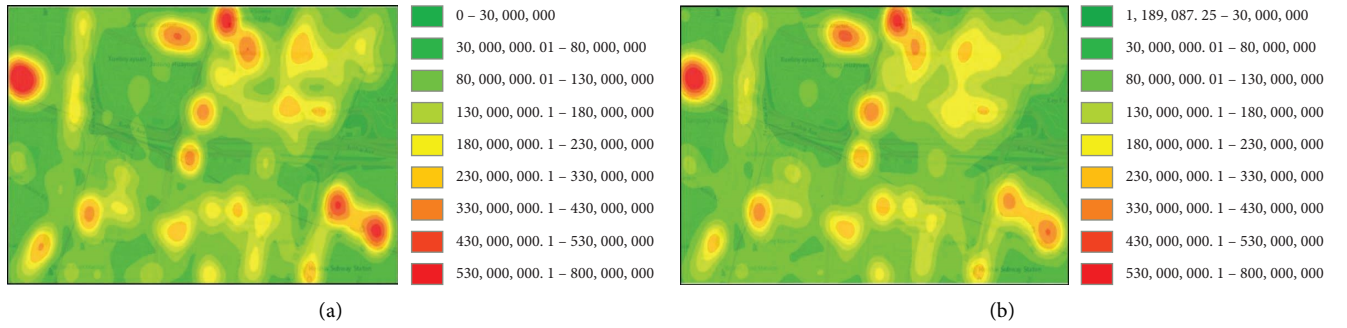 0 – 30, 000, 000
30, 000, 000. 01 – 80, 000, 000
80, 000, 000. 01 – 130, 000, 000
130, 000, 000. 1 – 180, 000, 000
180, 000, 000. 1 – 230, 000, 000
230, 000, 000. 1 – 330, 000, 000
330, 000, 000. 1 – 430, 000, 000
430, 000, 000. 1 – 530, 000, 000
530, 000, 000. 1 – 800, 000, 000
(a)
1, 189, 087. 25 – 30, 000, 000
30, 000, 000. 01 – 80, 000, 000
80, 000, 000. 01 – 130, 000, 000
130, 000, 000. 1 – 180, 000, 000
180, 000, 000. 1 – 230, 000, 000
230, 000, 000. 1 – 330, 000, 000
330, 000, 000. 1 – 430, 000, 000
430, 000, 000. 1 – 530, 000, 000
530, 000, 000. 1 – 800, 000, 000
Subway Station
(b)